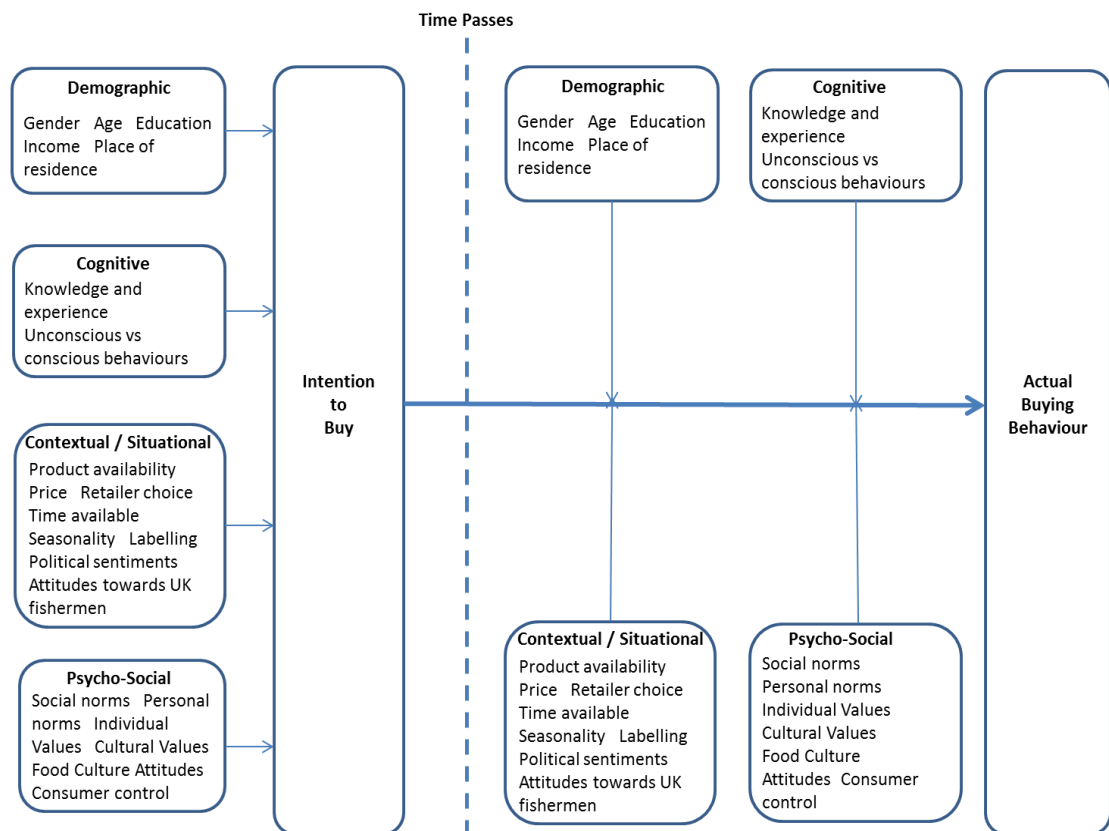 Time Passes
Demographic
Gender Age Education
Income Place of
residence
Cognitive
Knowledge and
experience
Unconscious vs
conscious behaviours
Contextual / Situational
Product availability
Price Retailer choice
Time available
Seasonality Labelling
Political sentiments
Attitudes towards UK
fishermen
Psycho-Social
Social norms Personal
norms Individual
Values Cultural Values
Food Culture Attitudes
Consumer control
Intention
to
Buy
Demographic
Gender Age Education
Income Place of
residence
Cognitive
Knowledge and
experience
Unconscious vs
conscious behaviours
Contextual / Situational
Product availability
Price Retailer choice
Time available
Seasonality Labelling
Political sentiments
Attitudes towards UK
fishermen
Psycho-Social
Social norms
Personal norms
Individual Values
Cultural Values
Food Culture
Attitudes Consumer
control
Actual
Buying
Behaviour